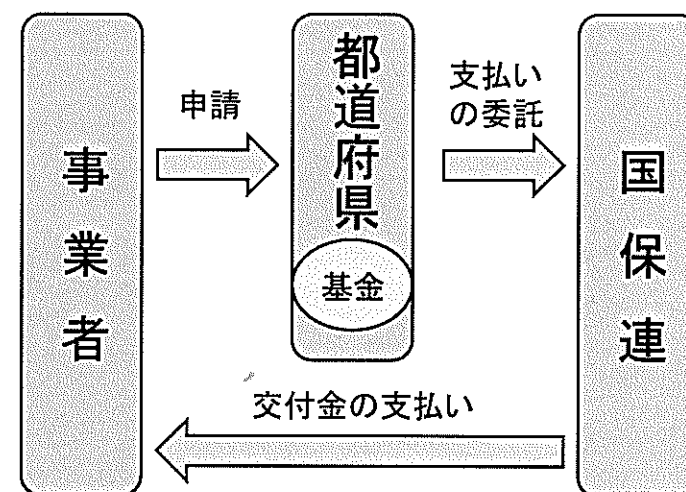 事業者
申請
都道府県
基金
支払い
の委託
国保連
交付金の支払い